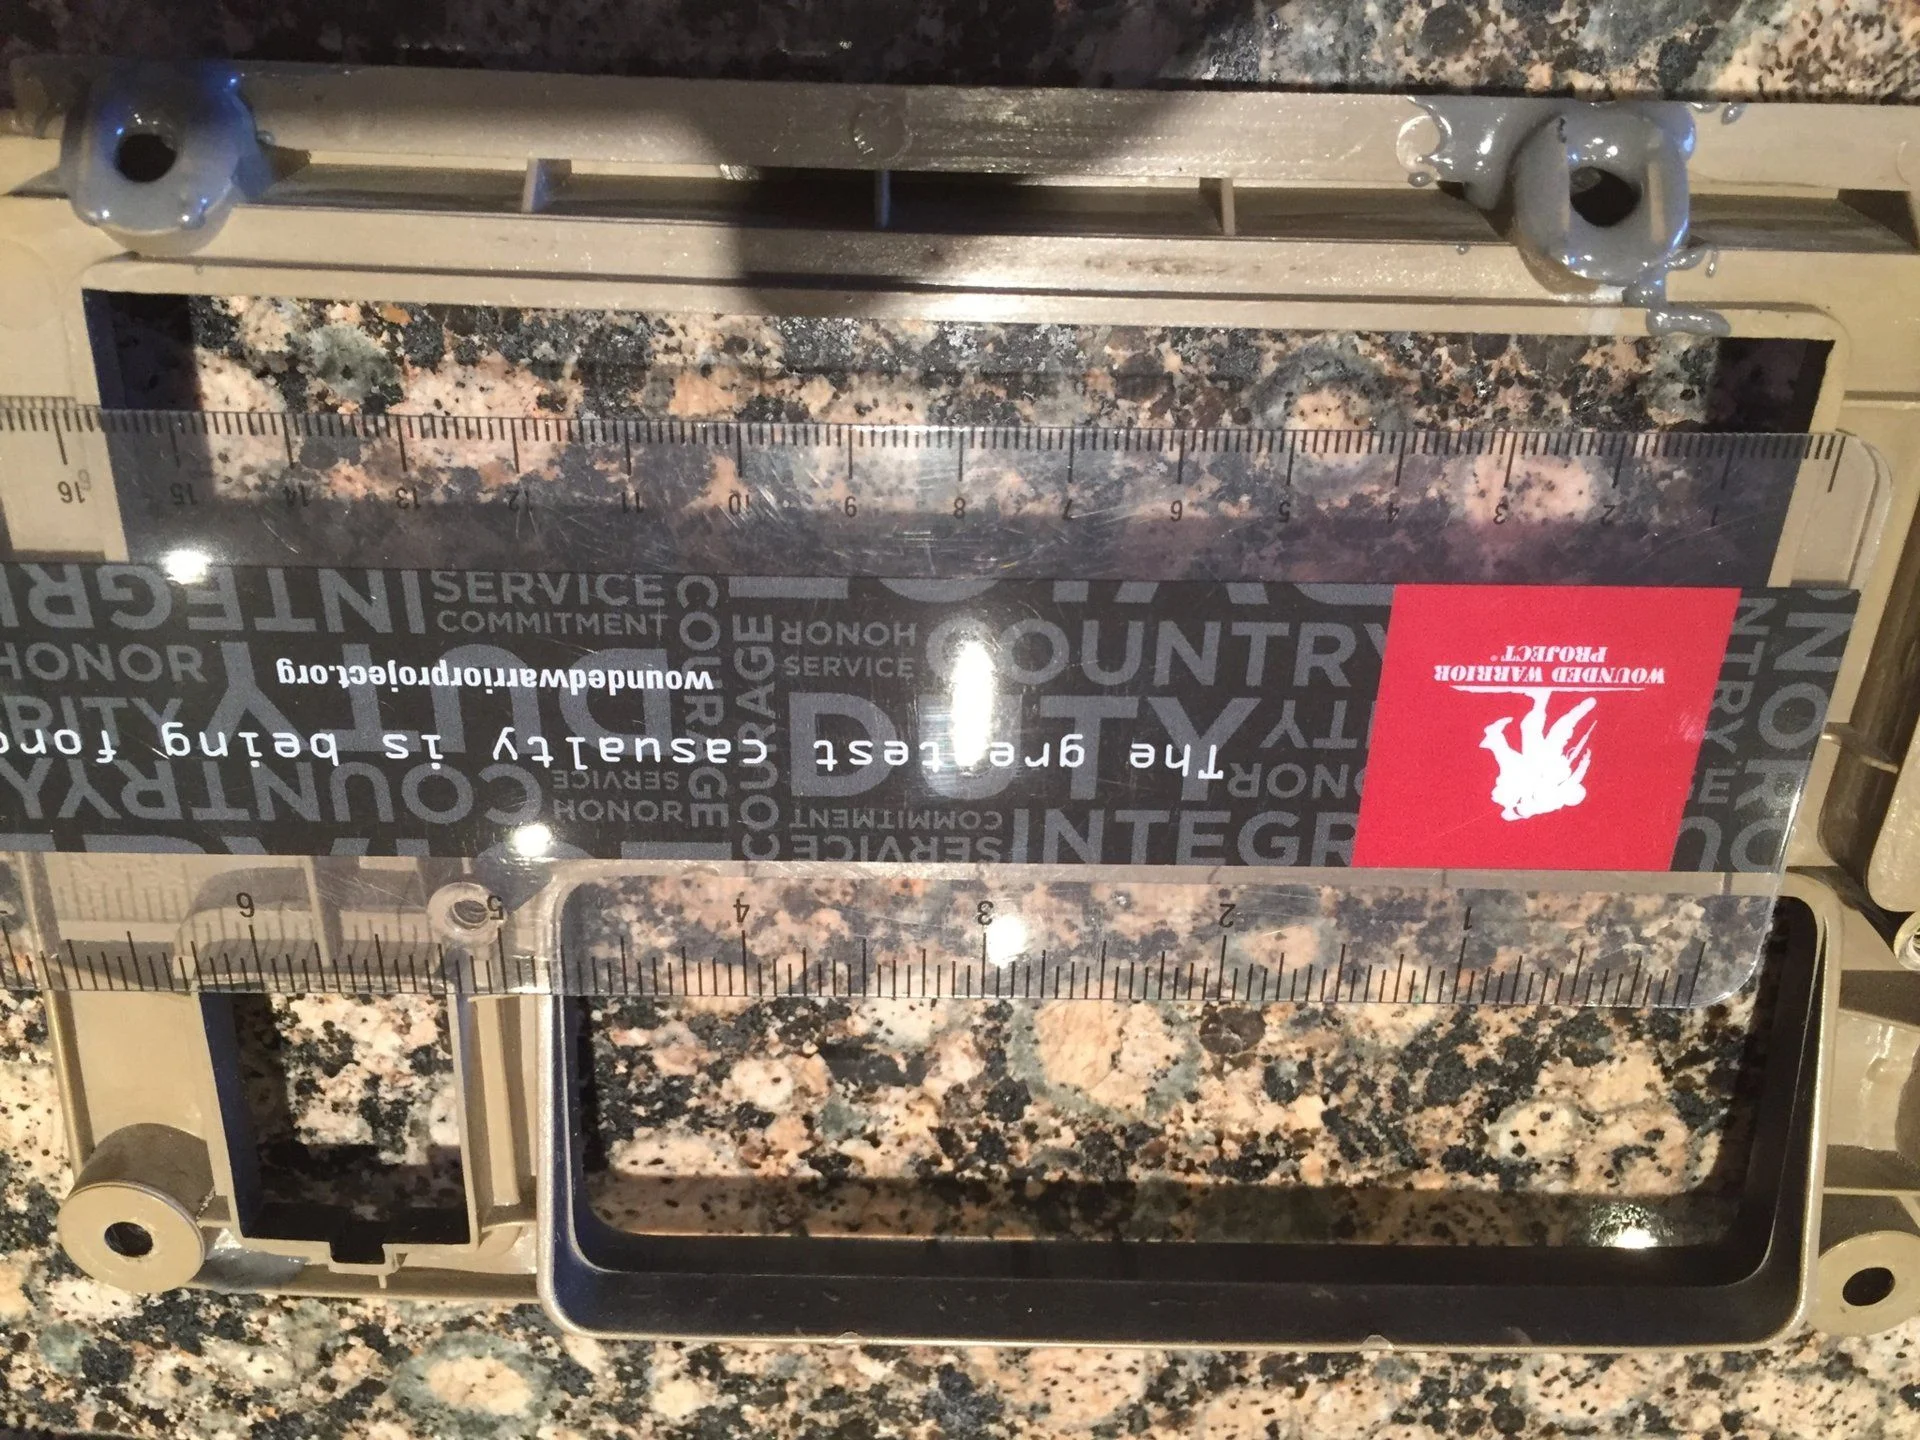 16 15 14 13 12 11 10 9 8 7 6 5 4 3 2 1
INTEGRI
SERVICE
COMMITMENT
COURAGE
HONOR
SERVICE
COUNTRY
HONOR
DUTY
woundedwarriorproject.org
COURAGE
DUTY
WOUNDED WARRIOR
PROJECT®
The greatest casualty is being forg
COUNTRY
SERVICE
HONOR
COMMITMENT
SERVICE
INTEGR
6 5 4 3 2 1